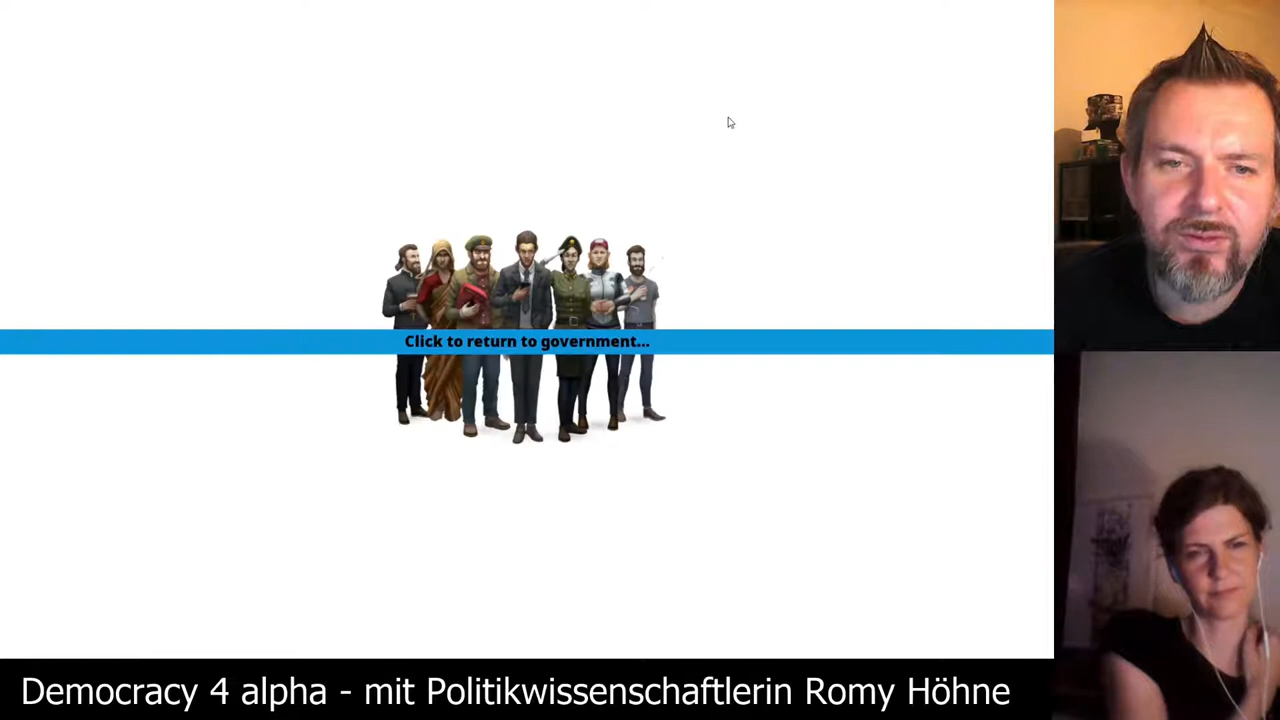 Click to return to government...
Democracy 4 alpha - mit Politikwissenschaftlerin Romy Höhne